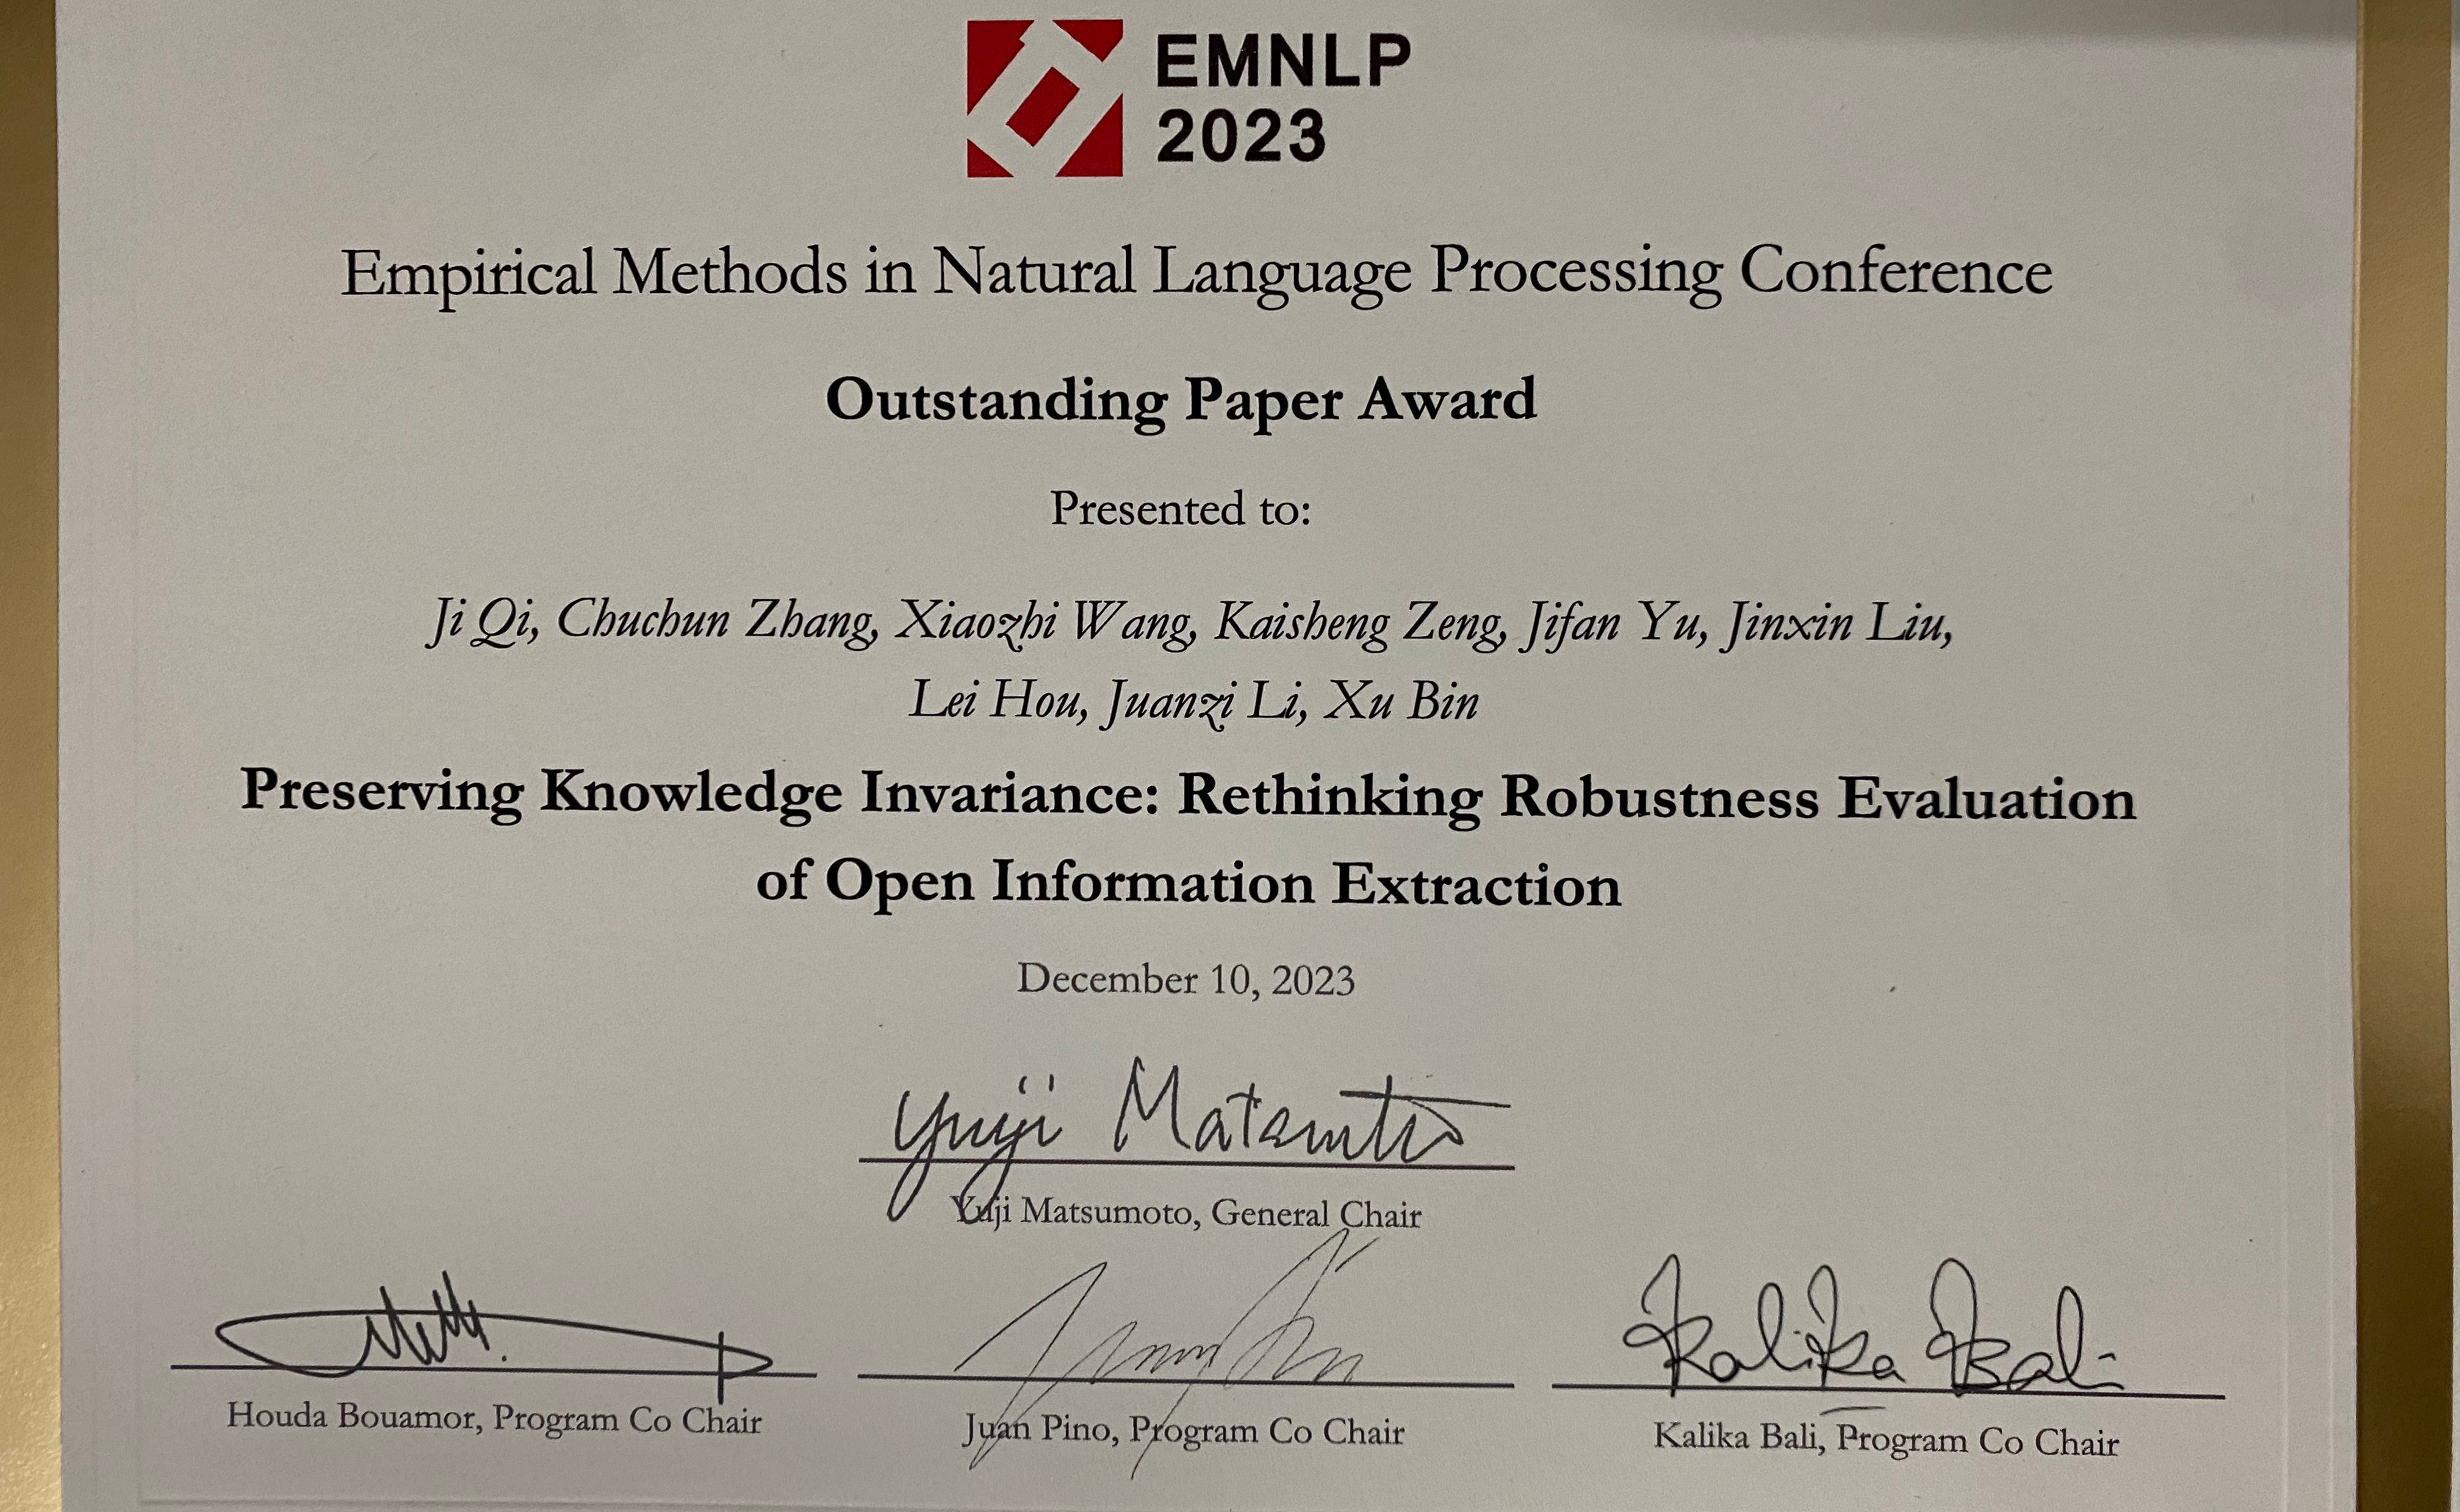 EMNLP
2023
Empirical Methods in Natural Language Processing Conference
Outstanding Paper Award
Presented to:
Ji Qi, Chuchun Zhang, Xiaozhi Wang, Kaisheng Zeng, Jifan Yu, Jinxin Liu,
Lei Hou, Juanzi Li, Xu Bin
Preserving Knowledge Invariance: Rethinking Robustness Evaluation
of Open Information Extraction
December 10, 2023
Yuji Matsumoto
Yuji Matsumoto, General Chair
Kalika Bali
Houda Bouamor, Program Co Chair
Juan Pino, Program Co Chair
Kalika Bali, Program Co Chair